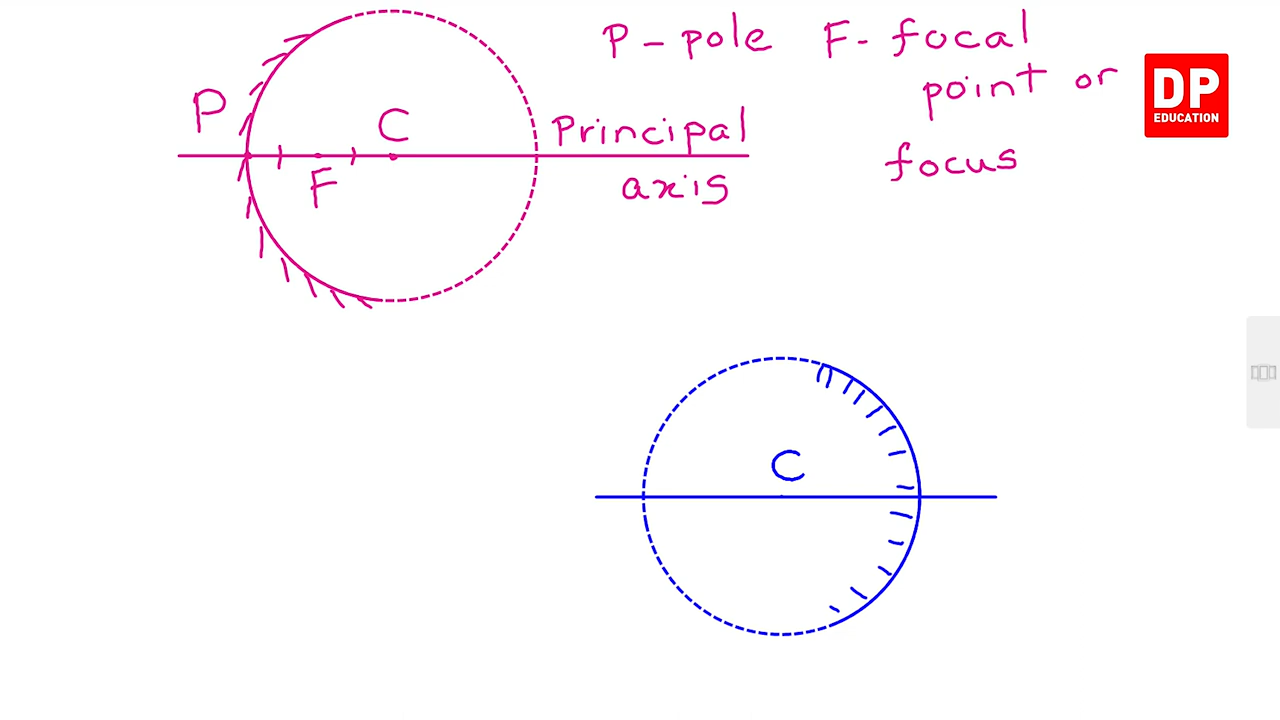 P - pole F - focal
point or
focus
DP
EDUCATION
P
C
F
Principal
axis
C